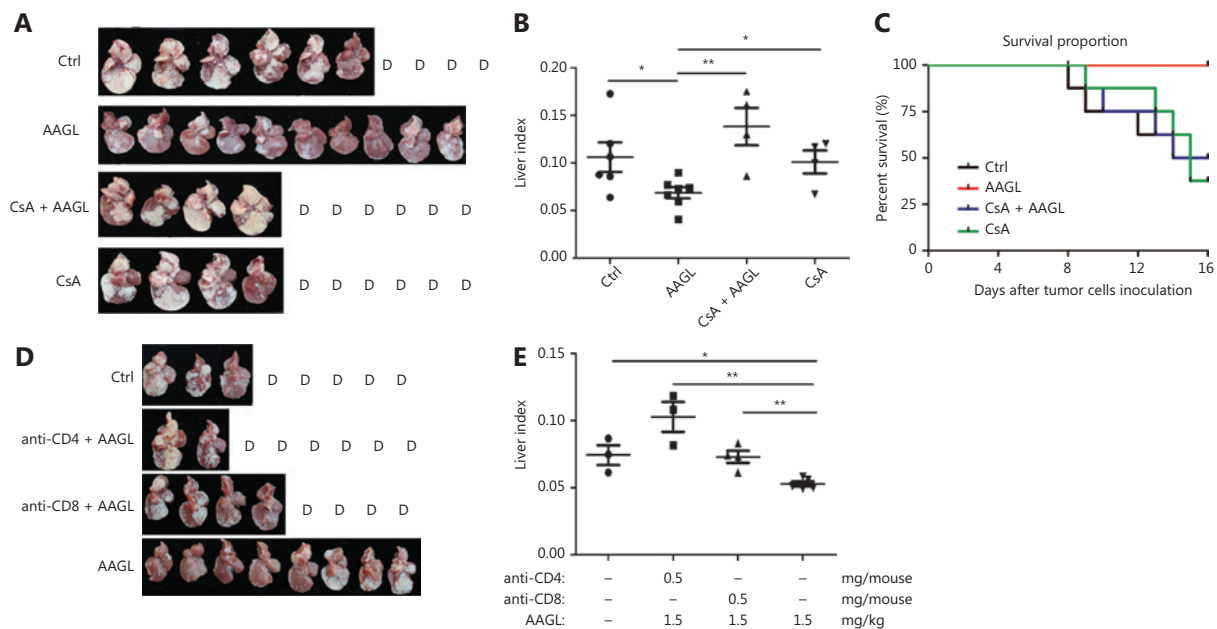 A
Ctrl D D D D
AAGL
CsA + AAGL D D D D D D
CsA D D D D D D
B
* 
* **
0.20
0.15
0.10
0.05
0.00
Liver index
Ctrl AAGL CsA + AAGL CsA
C
Survival proportion
100
75
50
25
0
Percent survival (%)
Ctrl
AAGL
CsA + AAGL
CsA
0 4 8 12 16
Days after tumor cells inoculation
D
Ctrl D D D D D
anti-CD4 + AAGL D D D D D D
anti-CD8 + AAGL D D D D
AAGL
E
*
**
**
0.15
0.10
0.05
0.00
Liver index
anti-CD4: – 0.5 – – mg/mouse
anti-CD8: – – 0.5 – mg/mouse
AAGL: – 1.5 1.5 1.5 mg/kg